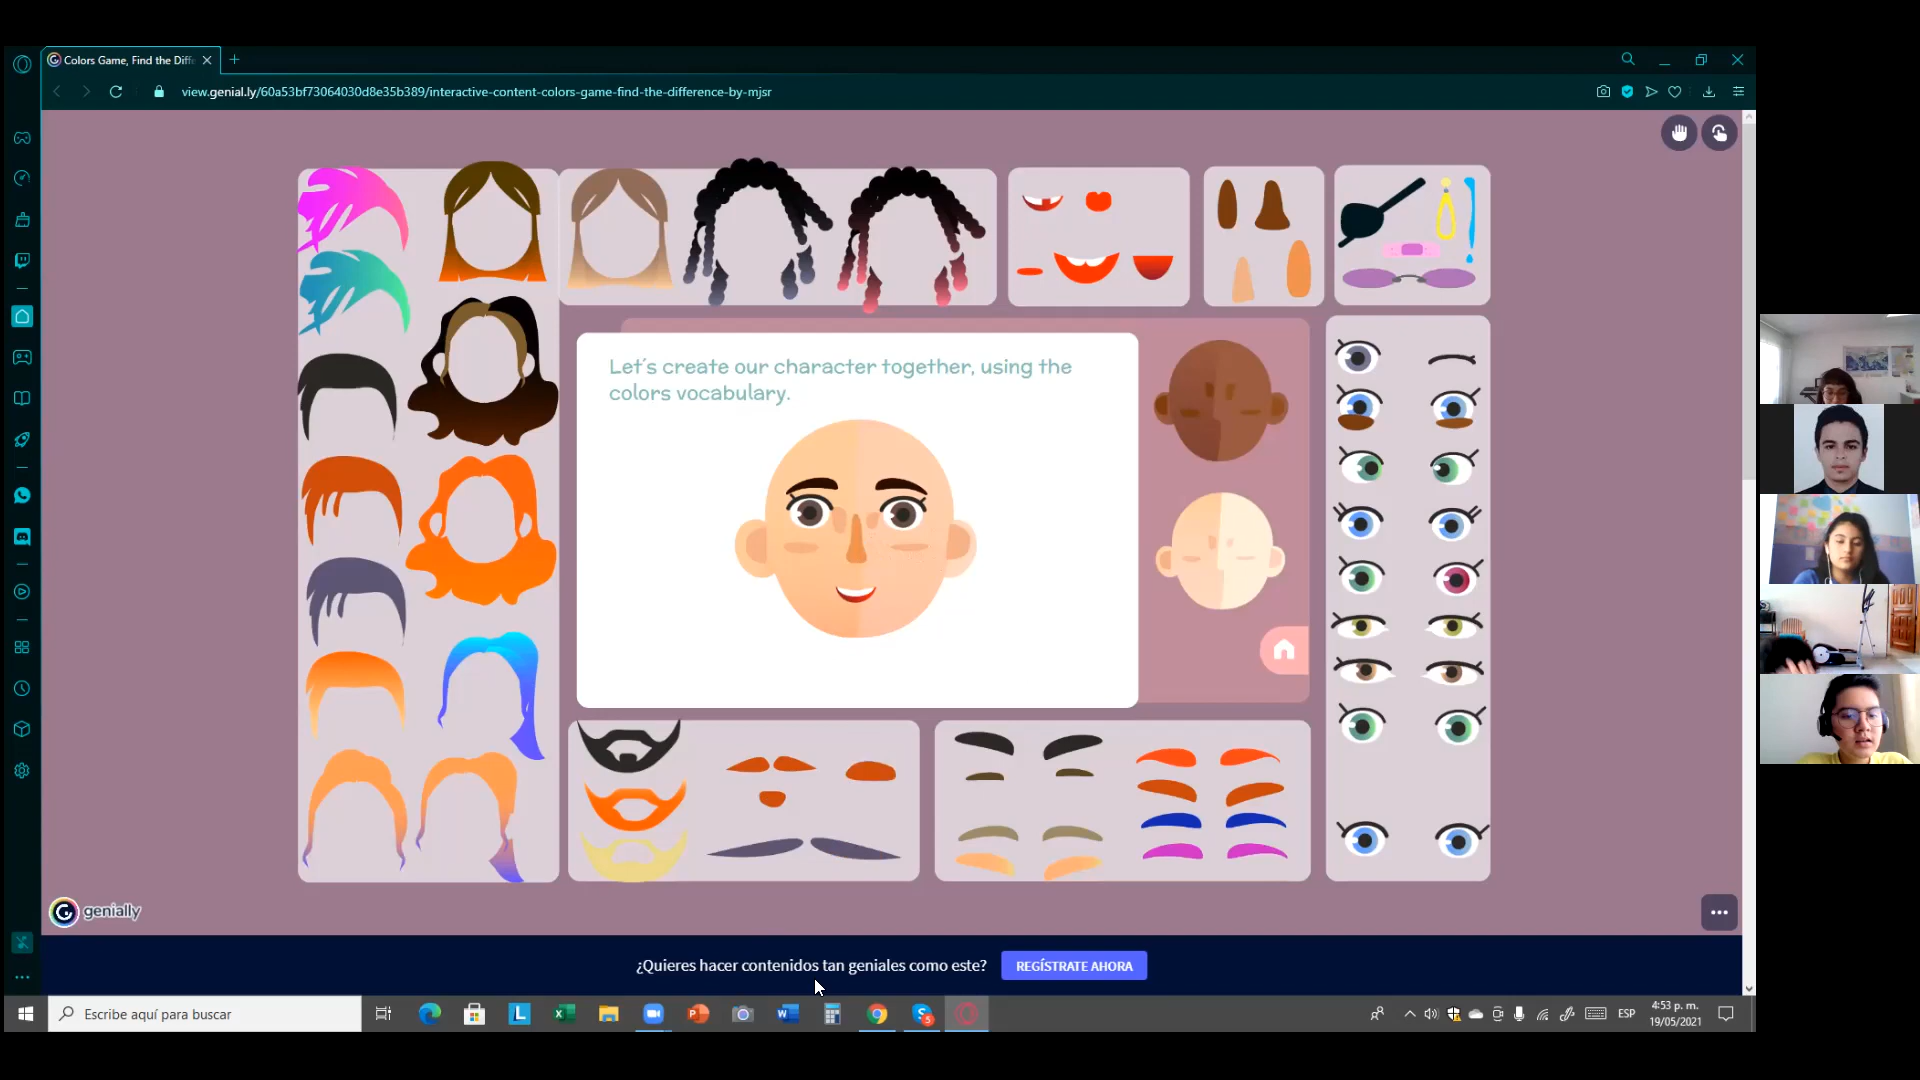 Colors Game, Find the Diff
view.genial.ly/60a53bf73064030d8e35b389/interactive-content-colors-game-find-the-difference-by-mjsr
Let's create our character together, using the
colors vocabulary.
genially
¿Quieres hacer contenidos tan geniales como este?
REGÍSTRATE AHORA
Escribe aquí para buscar
ESP
4:53 p. m.
19/05/2021